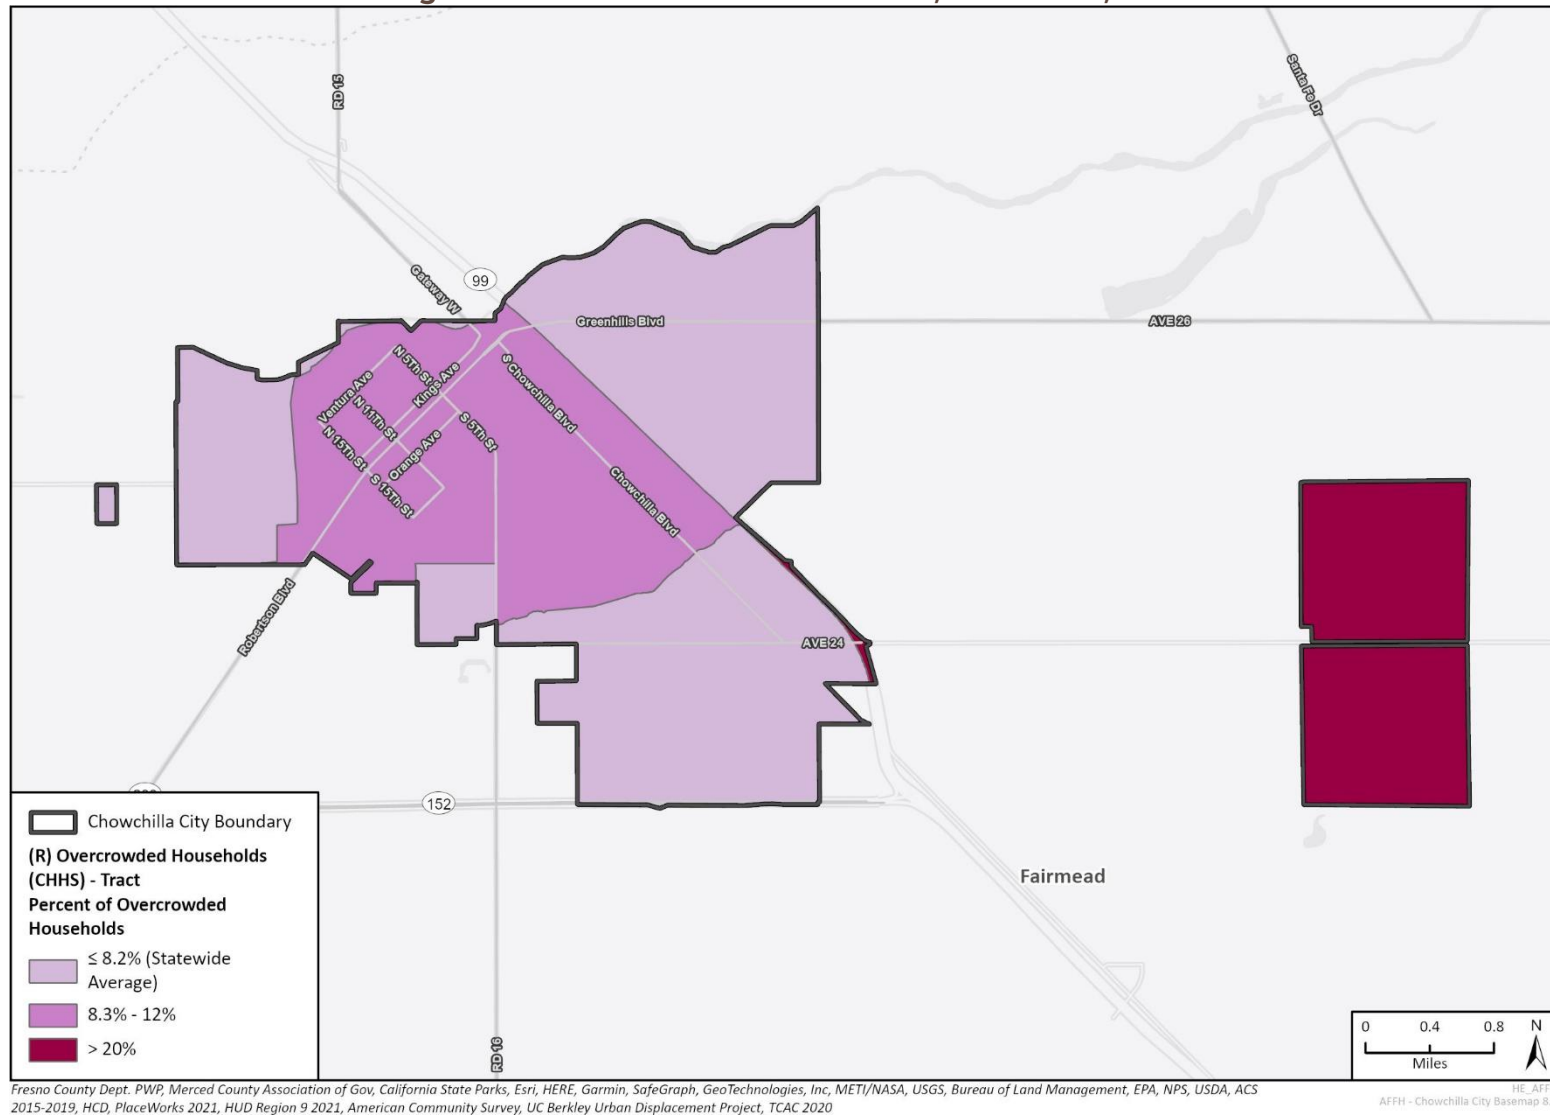 RD 15
Santa Fe Dr
Gateway W
99
Greenhills Blvd
AVE 26
N 5Th St
Kings Ave
Ventura Ave
N 11Th St
S Chowchilla Blvd
S 5Th St
Orange Ave
N 15Th St
S 15Th St
Chowchilla Blvd
Robertson Blvd
AVE 24
152
Fairmead
RD 16
Chowchilla City Boundary
(R) Overcrowded Households
(CHHS) - Tract
Percent of Overcrowded
Households
≤ 8.2% (Statewide
Average)
8.3% - 12%
> 20%
0 0.4 0.8 N
Miles
Fresno County Dept. PWP, Merced County Association of Gov, California State Parks, Esri, HERE, Garmin, SafeGraph, GeoTechnologies, Inc, METI/NASA, USGS, Bureau of Land Management, EPA, NPS, USDA, ACS
2015-2019, HCD, PlaceWorks 2021, HUD Region 9 2021, American Community Survey, UC Berkley Urban Displacement Project, TCAC 2020
HE_AFF
AFFH - Chowchilla City Basemap 8